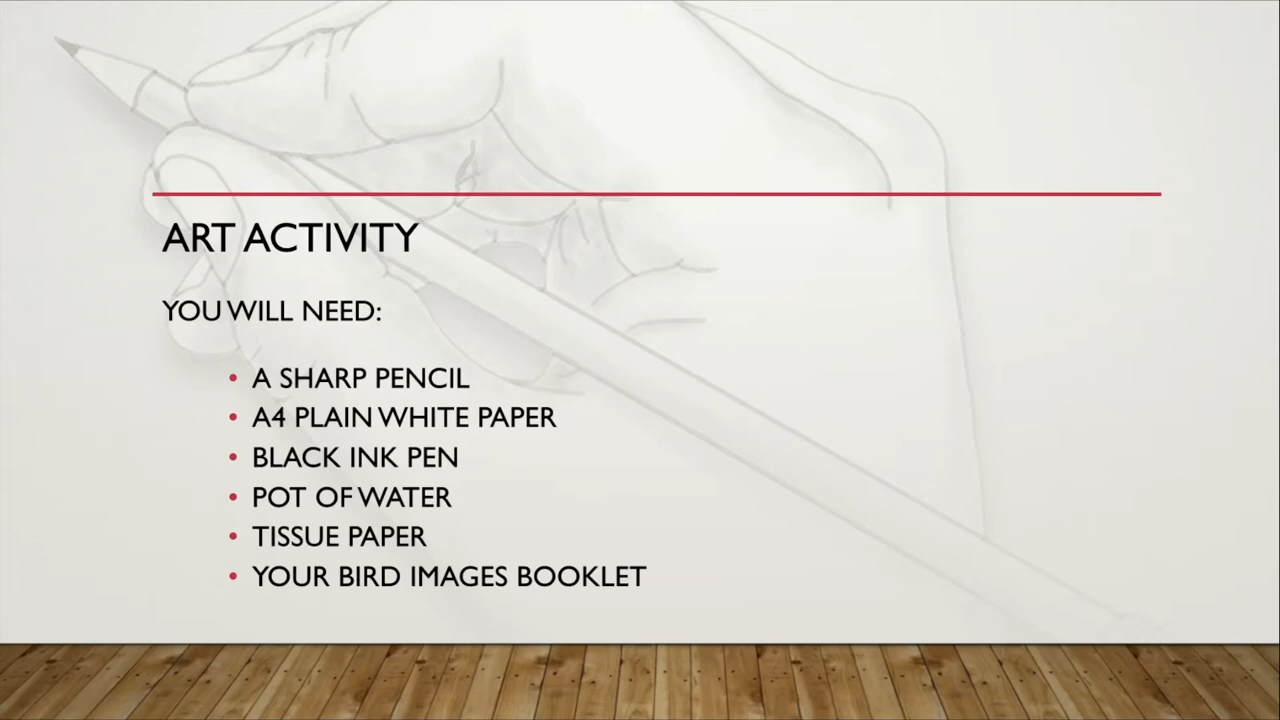 ART ACTIVITY
YOU WILL NEED:
• A SHARP PENCIL
• A4 PLAIN WHITE PAPER
• BLACK INK PEN
• POT OF WATER
• TISSUE PAPER
• YOUR BIRD IMAGES BOOKLET